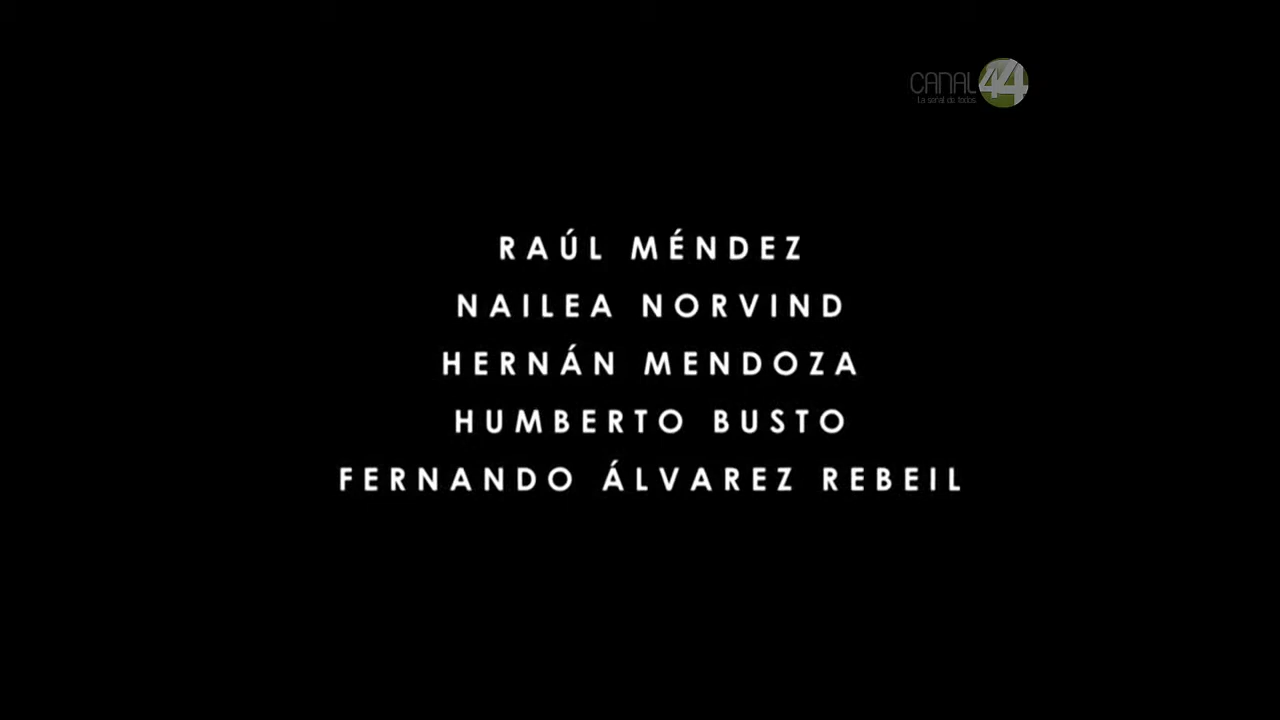 CANAL 44
La señal de todos
RAÚL MÉNDEZ
NAILEA NORVIND
HERNÁN MENDOZA
HUMBERTO BUSTO
FERNANDO ÁLVAREZ REBEIL